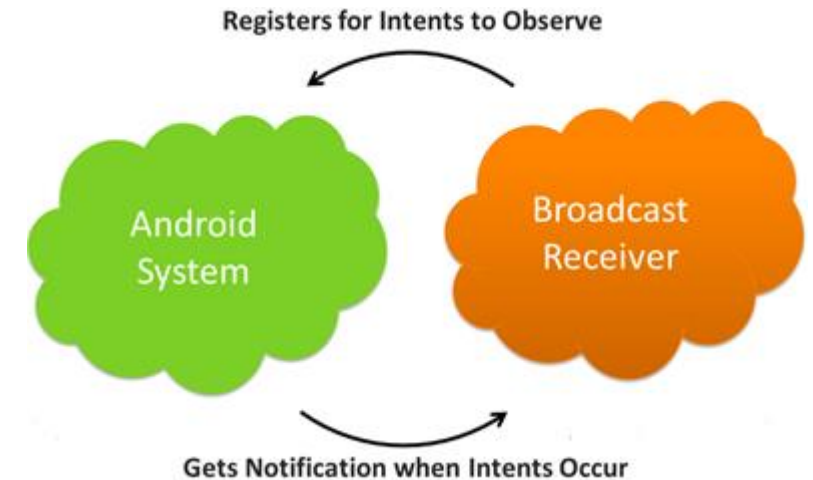 Registers for Intents to Observe
Android
System
Broadcast
Receiver
Gets Notification when Intents Occur